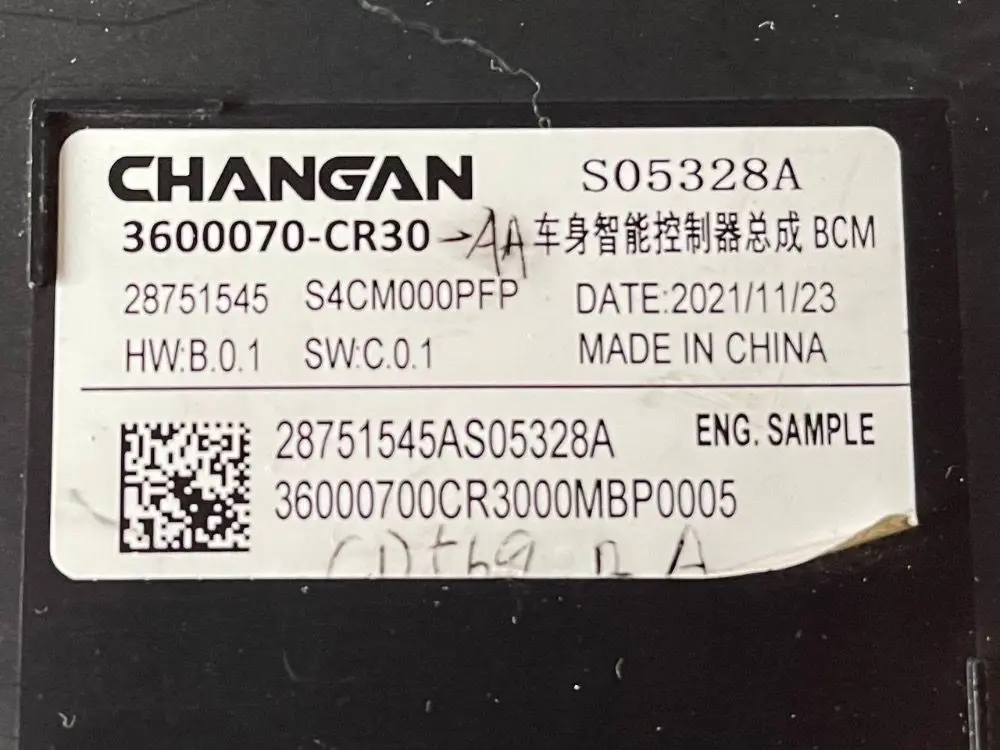 CHANGAN S05328A
3600070-CR30→AA 车身智能控制器总成 BCM
28751545 S4CM000PFP DATE:2021/11/23
HW:B.0.1 SW:C.0.1 MADE IN CHINA
28751545AS05328A ENG. SAMPLE
36000700CR3000MBP0005